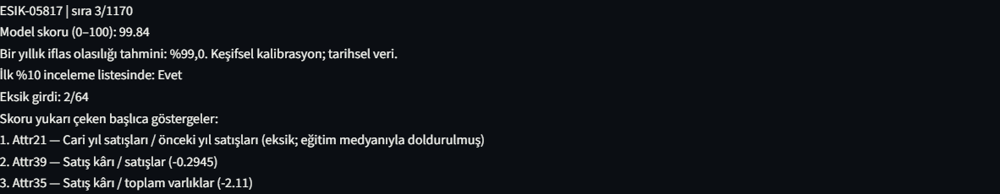 ESIK-05817 | sıra 3/1170
Model skoru (0–100): 99.84
Bir yıllık iflas olasılığı tahmini: %99,0. Keşifsel kalibrasyon; tarihsel veri.
İlk %10 inceleme listesinde: Evet
Eksik girdi: 2/64
Skoru yukarı çeken başlıca göstergeler:
1. Attr21 — Cari yıl satışları / önceki yıl satışları (eksik; eğitim medyanıyla doldurulmuş)
2. Attr39 — Satış kârı / satışlar (-0.2945)
3. Attr35 — Satış kârı / toplam varlıklar (-2.11)